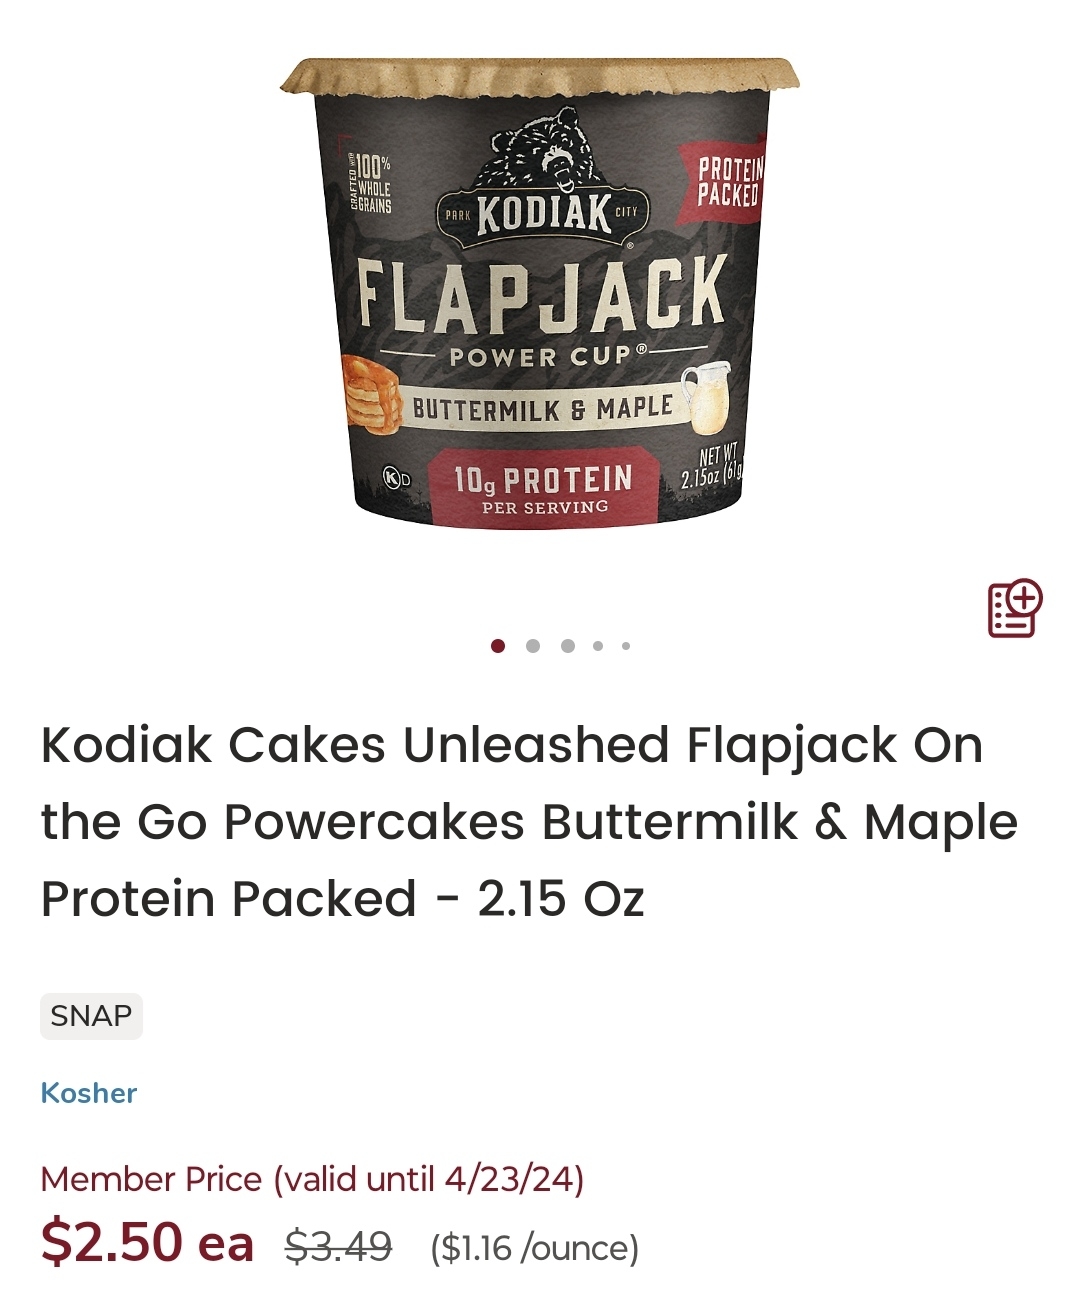 CRAFTED WITH
100%
WHOLE
GRAINS
PROTEIN
PACKED
PARK KODIAK CITY
®
FLAPJACK
POWER CUP®
BUTTERMILK & MAPLE
K D
10g PROTEIN
PER SERVING
NET WT
2.15oz (61g)
Kodiak Cakes Unleashed Flapjack On
the Go Powercakes Buttermilk & Maple
Protein Packed - 2.15 Oz
SNAP
Kosher
Member Price (valid until 4/23/24)
$2.50 ea $3.49 ($1.16 /ounce)